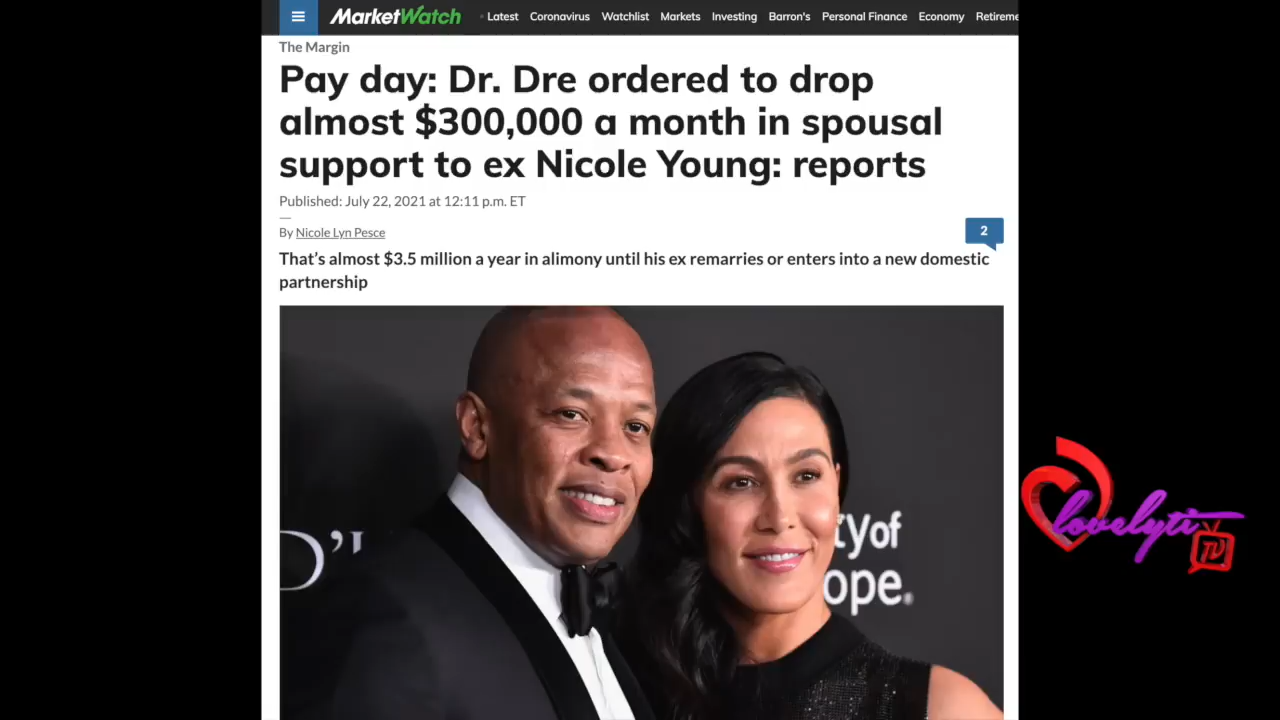 MarketWatch
Latest Coronavirus Watchlist Markets Investing Barron's Personal Finance Economy Retireme
The Margin
Pay day: Dr. Dre ordered to drop
almost $300,000 a month in spousal
support to ex Nicole Young: reports
Published: July 22, 2021 at 12:11 p.m. ET
By Nicole Lyn Pesce
2
That's almost $3.5 million a year in alimony until his ex remarries or enters into a new domestic
partnership
D'
ty of
ope.
lovelyti
TV